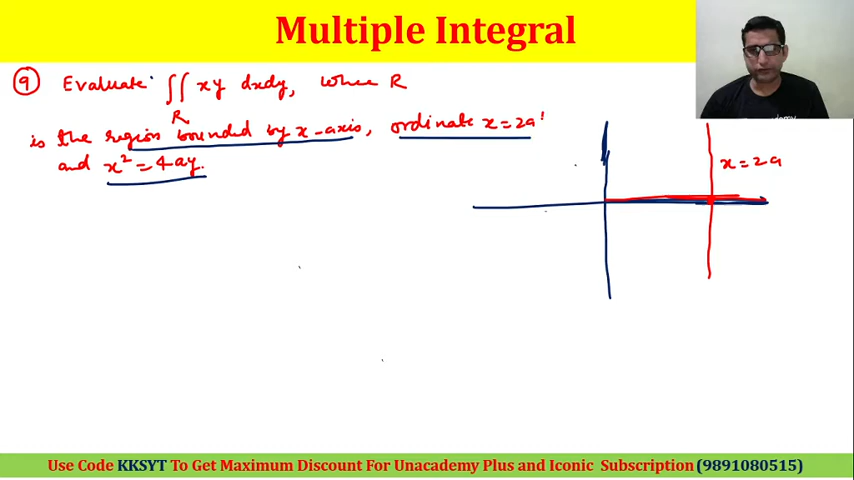 Multiple Integral
9 Evaluate ∬_R xy dxdy, where R
is the region bounded by x-axis, ordinate x=2a
and x² = 4ay.
x=2a
Use Code KKSYT To Get Maximum Discount For Unacademy Plus and Iconic Subscription (9891080515)